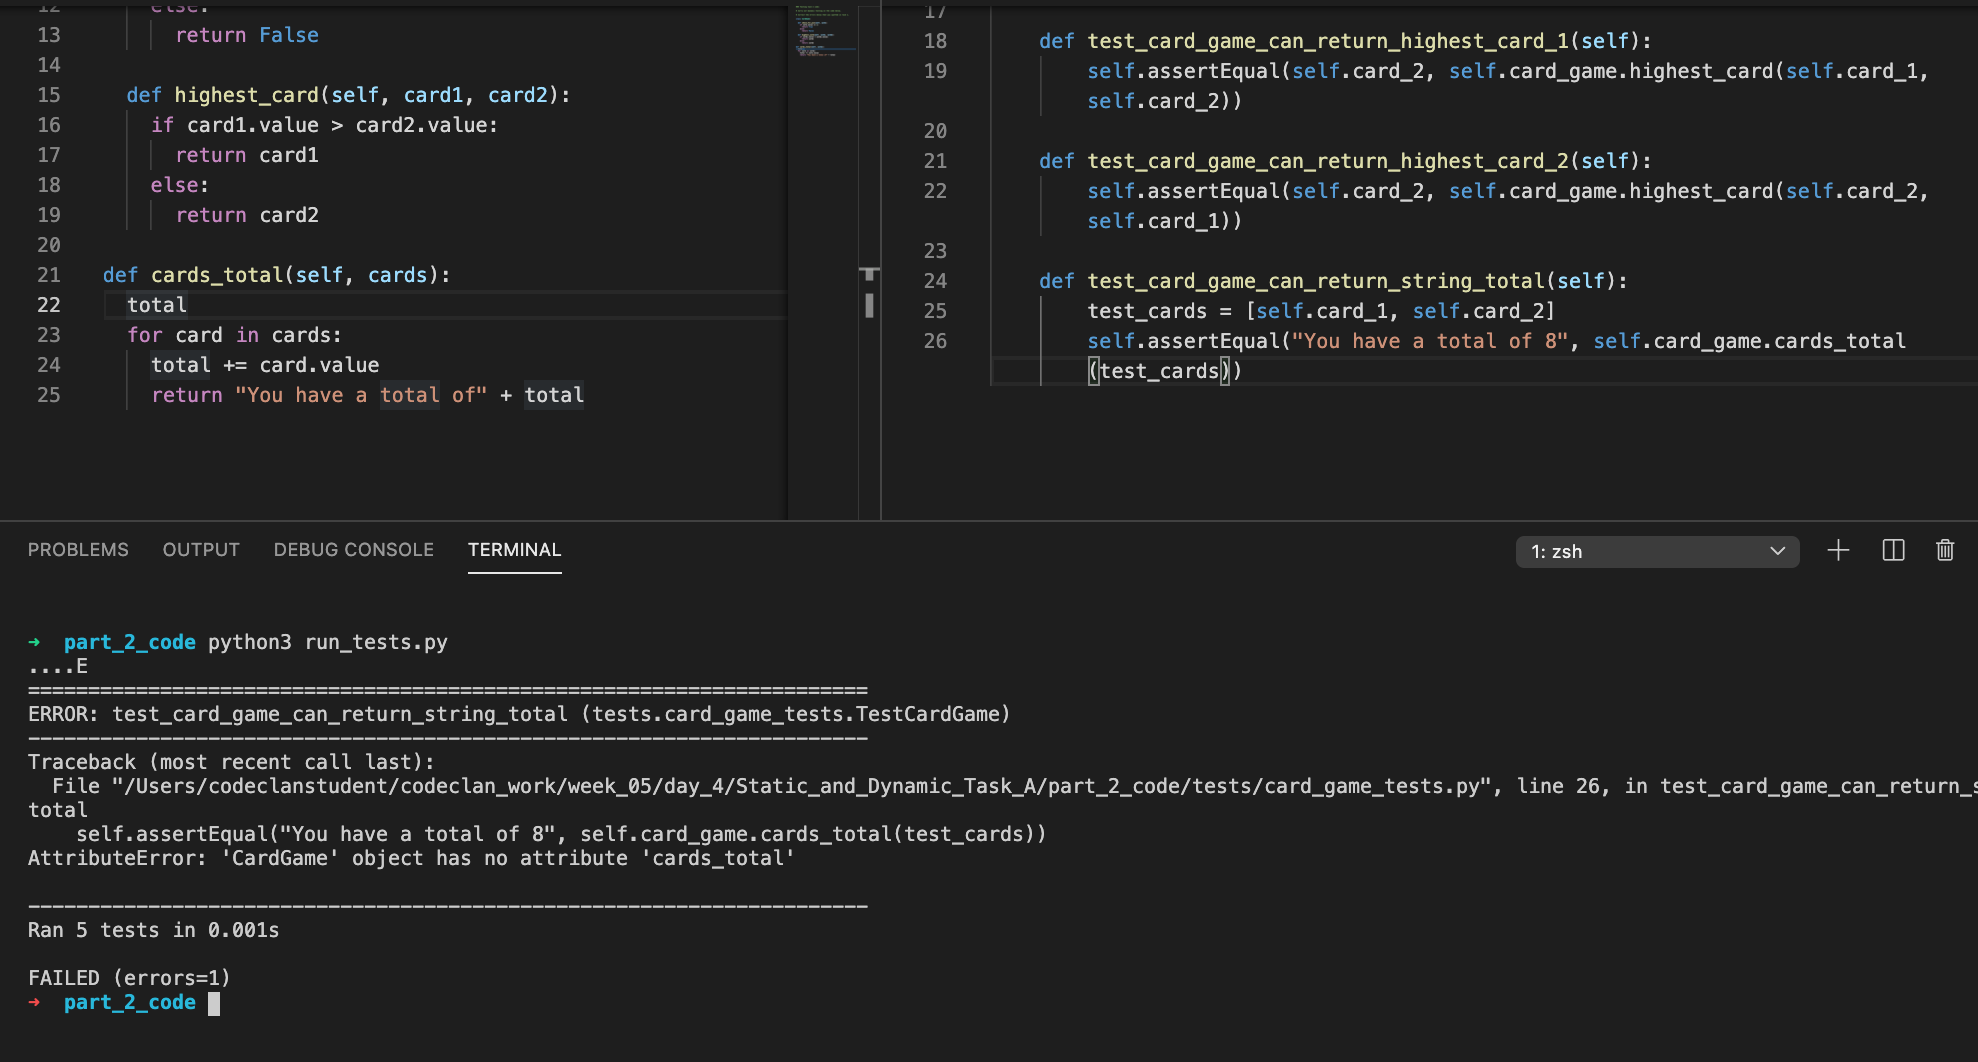 12 else:
13 return False
14
15 def highest_card(self, card1, card2):
16 if card1.value > card2.value:
17 return card1
18 else:
19 return card2
20
21 def cards_total(self, cards):
22 total
23 for card in cards:
24 total += card.value
25 return "You have a total of" + total
17
18 def test_card_game_can_return_highest_card_1(self):
19 self.assertEqual(self.card_2, self.card_game.highest_card(self.card_1,
self.card_2))
20
21 def test_card_game_can_return_highest_card_2(self):
22 self.assertEqual(self.card_2, self.card_game.highest_card(self.card_2,
self.card_1))
23
24 def test_card_game_can_return_string_total(self):
25 test_cards = [self.card_1, self.card_2]
26 self.assertEqual("You have a total of 8", self.card_game.cards_total
(test_cards))
PROBLEMS OUTPUT DEBUG CONSOLE TERMINAL 1: zsh
→ part_2_code python3 run_tests.py
....E
======================================================================
ERROR: test_card_game_can_return_string_total (tests.card_game_tests.TestCardGame)
----------------------------------------------------------------------
Traceback (most recent call last):
File "/Users/codeclanstudent/codeclan_work/week_05/day_4/Static_and_Dynamic_Task_A/part_2_code/tests/card_game_tests.py", line 26, in test_card_game_can_return_s
total
self.assertEqual("You have a total of 8", self.card_game.cards_total(test_cards))
AttributeError: 'CardGame' object has no attribute 'cards_total'
----------------------------------------------------------------------
Ran 5 tests in 0.001s
FAILED (errors=1)
→ part_2_code